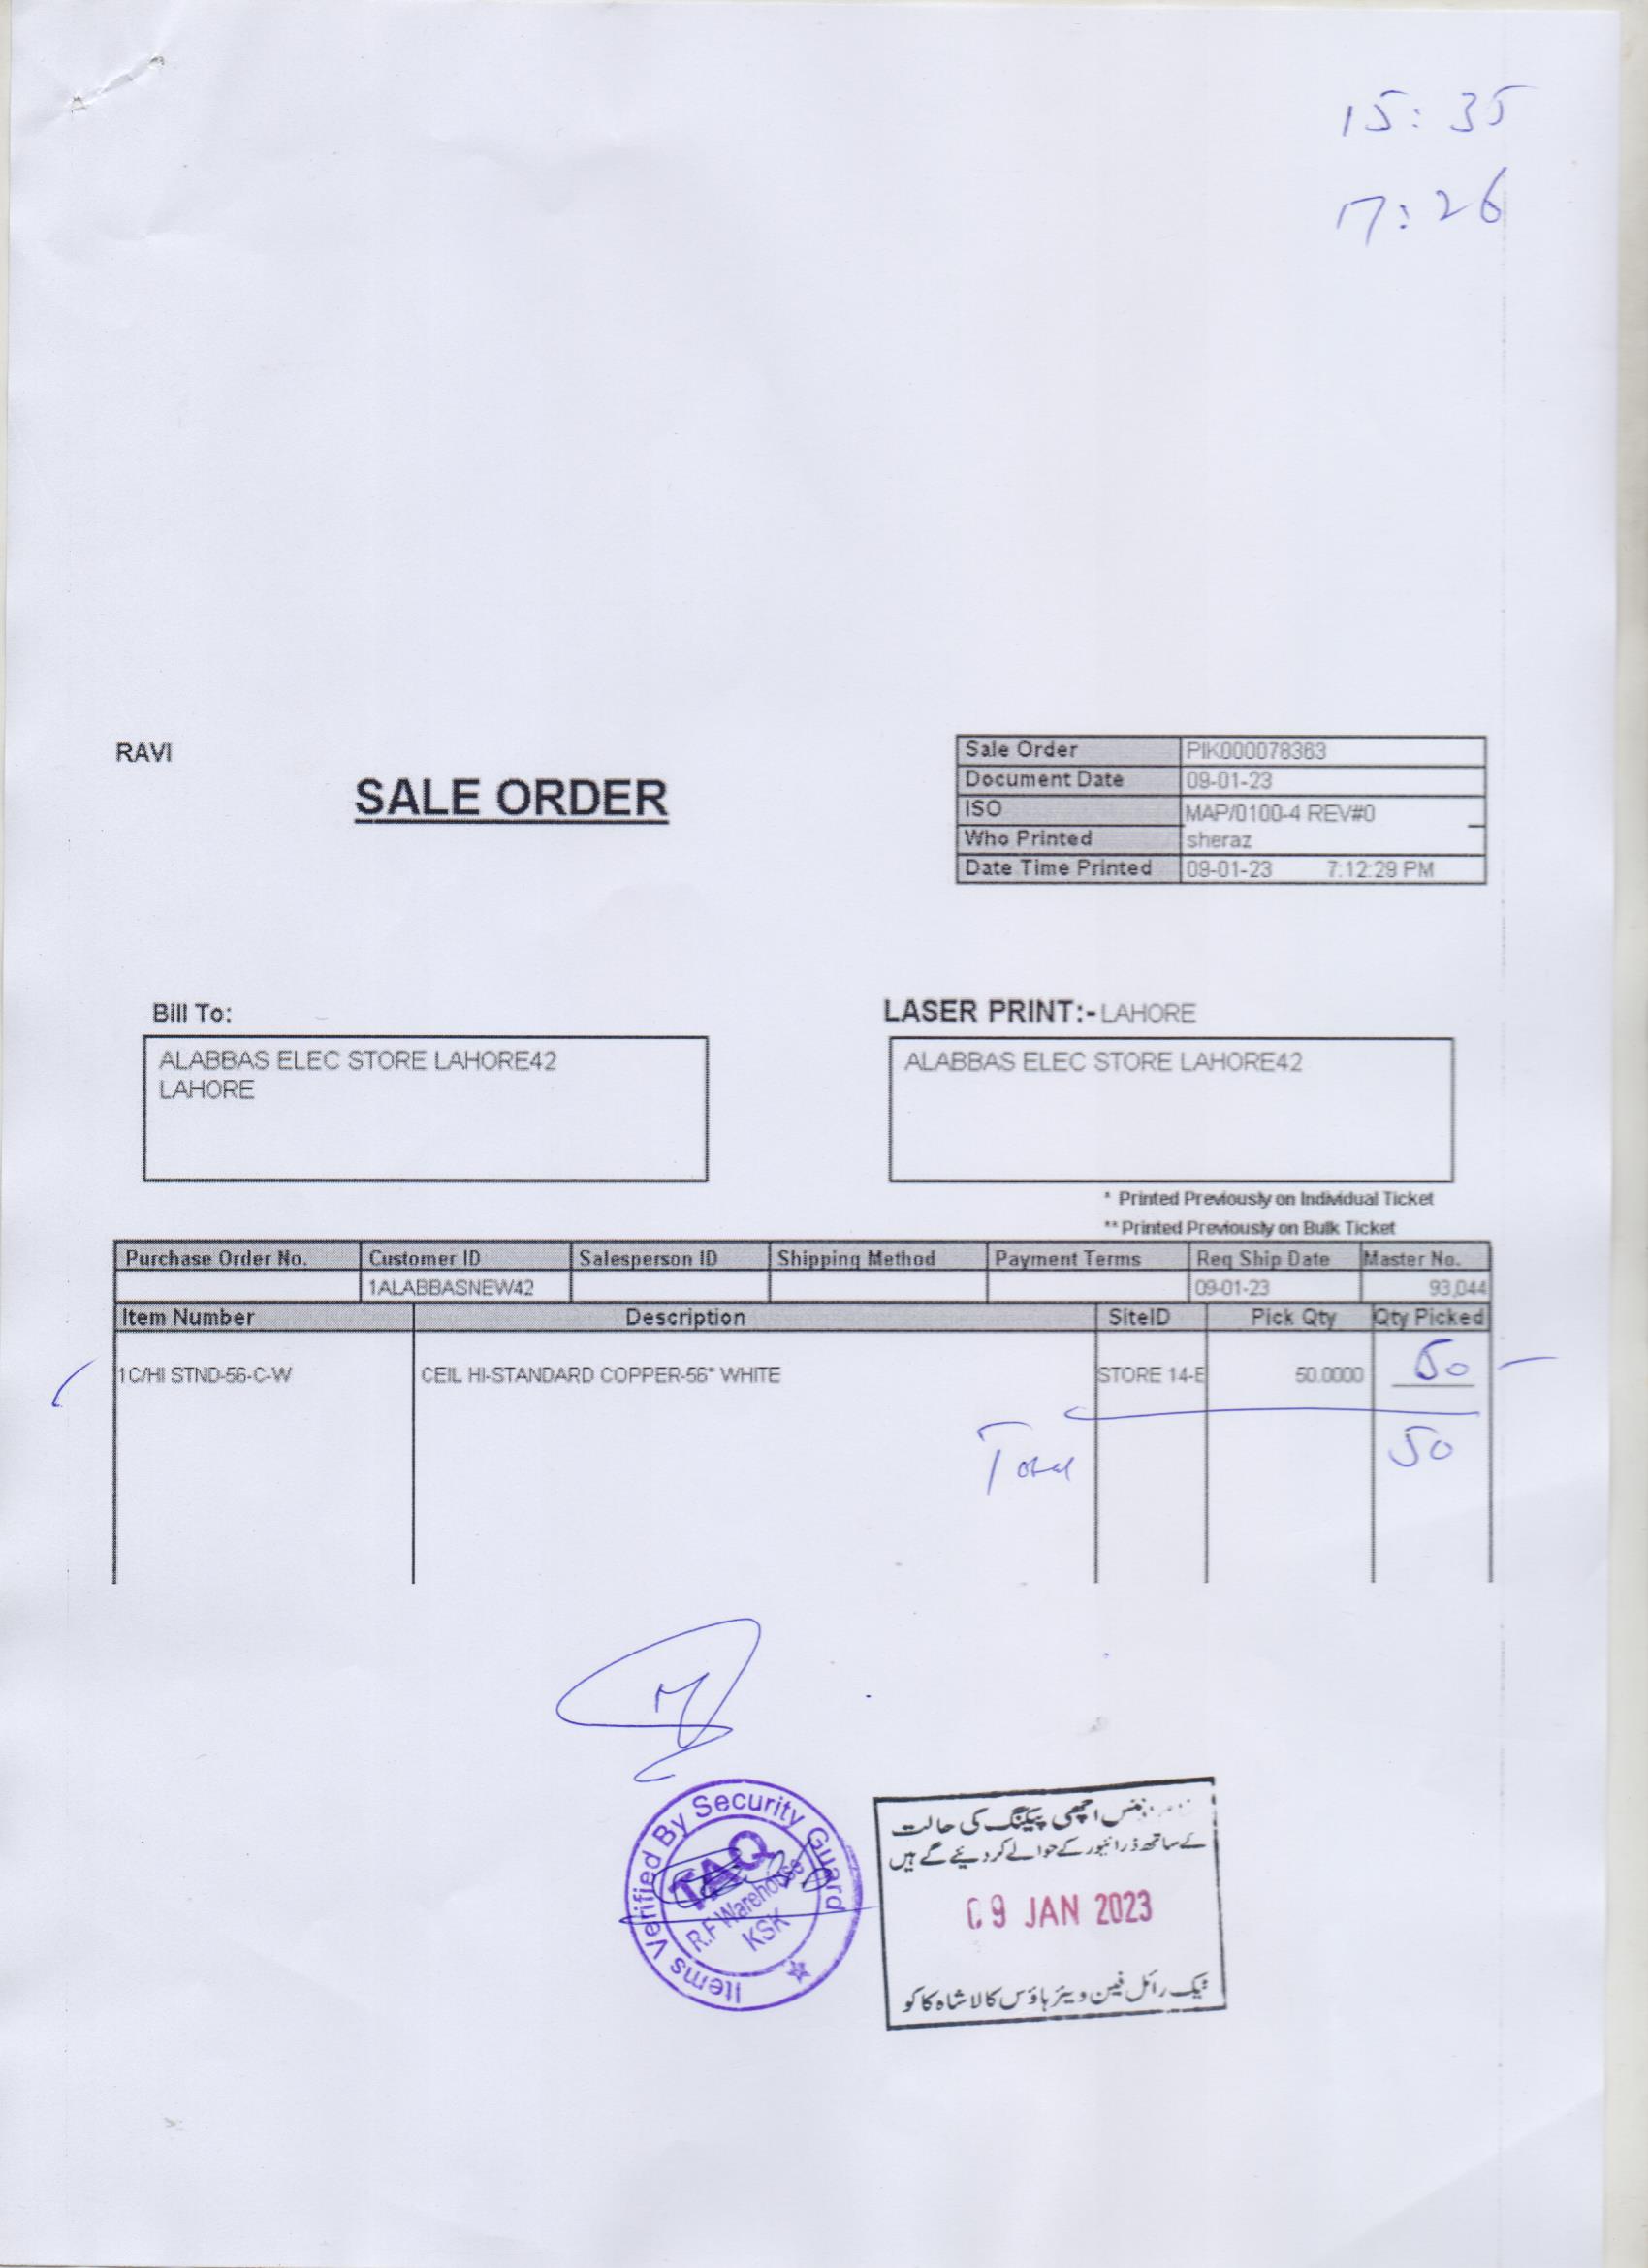 15:35
17:26
RAVI
SALE ORDER
Sale Order PIK000078363
Document Date 09-01-23
ISO MAP/0100-4 REV#0
Who Printed sheraz
Date Time Printed 09-01-23 7:12:29 PM
Bill To:
ALABBAS ELEC STORE LAHORE42
LAHORE
LASER PRINT:- LAHORE
ALABBAS ELEC STORE LAHORE42
* Printed Previously on Individual Ticket
** Printed Previously on Bulk Ticket
Purchase Order No. Customer ID Salesperson ID Shipping Method Payment Terms Req Ship Date Master No.
1ALABBASNEW42 09-01-23 93,044
Item Number Description SiteID Pick Qty Qty Picked
1C/HI STND-56-C-W CEIL HI-STANDARD COPPER-56" WHITE STORE 14-E 50.0000 50
Total 50
Items Verified By Security Guard
TAQ
R.F Warehouse
KSK
اچھی پیکنگ کی حالت
کے ساتھ ڈرائیور کے حوالے کر دیئے گے ہیں
09 JAN 2023
ٹیک رائل فین ویئر ہاؤس کالا شاہ کاکو